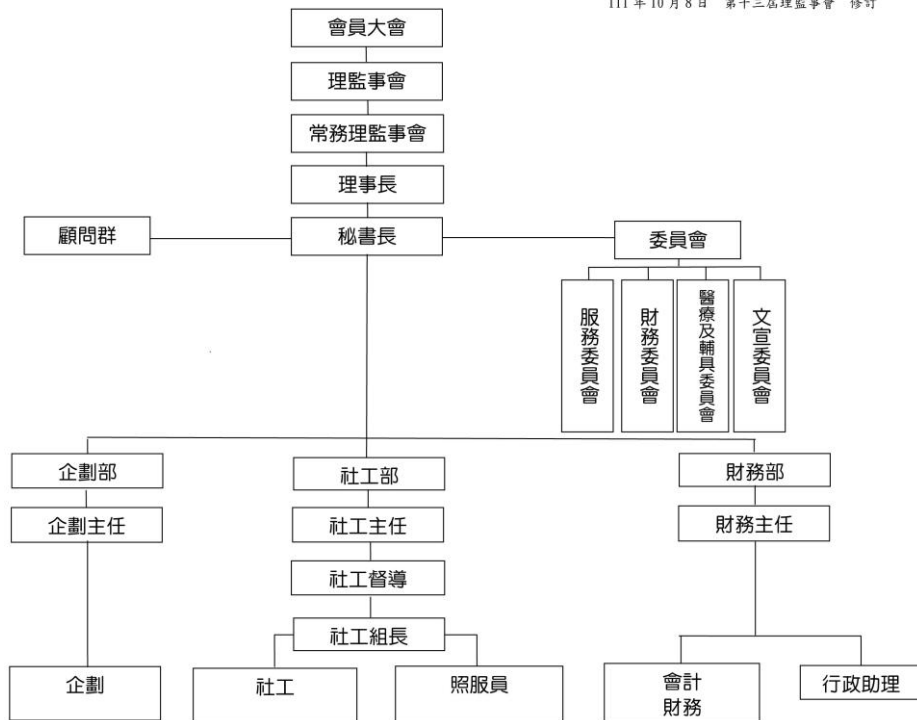 111 年 10 月 8 日 第十三屆理監事會 修訂
會員大會
理監事會
常務理監事會
理事長
顧問群
秘書長
委員會
服務委員會
財務委員會
醫療及輔具委員會
文宣委員會
企劃部
社工部
財務部
企劃主任
社工主任
財務主任
社工督導
社工組長
企劃
社工
照服員
會計
財務
行政助理